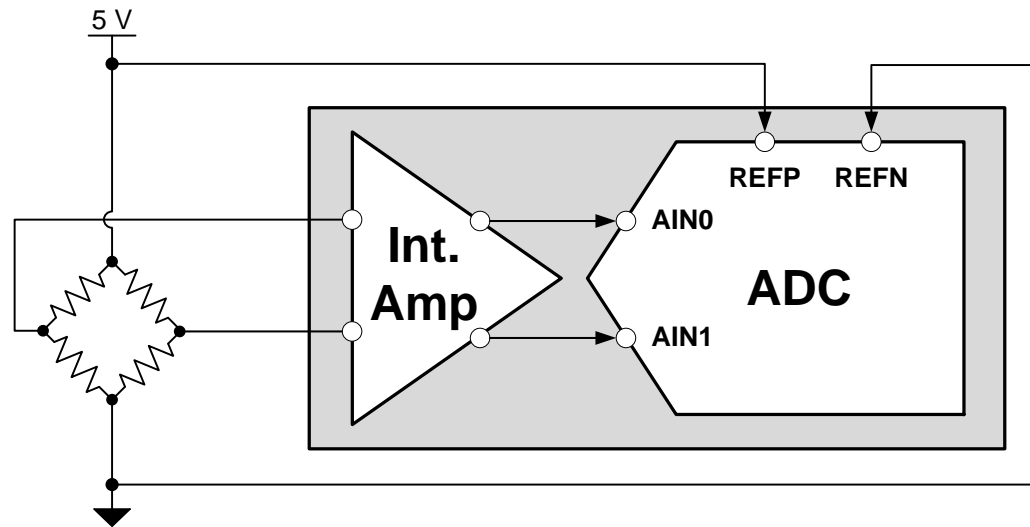 5 V
REFP
REFN
AIN0
Int.
Amp
ADC
AIN1